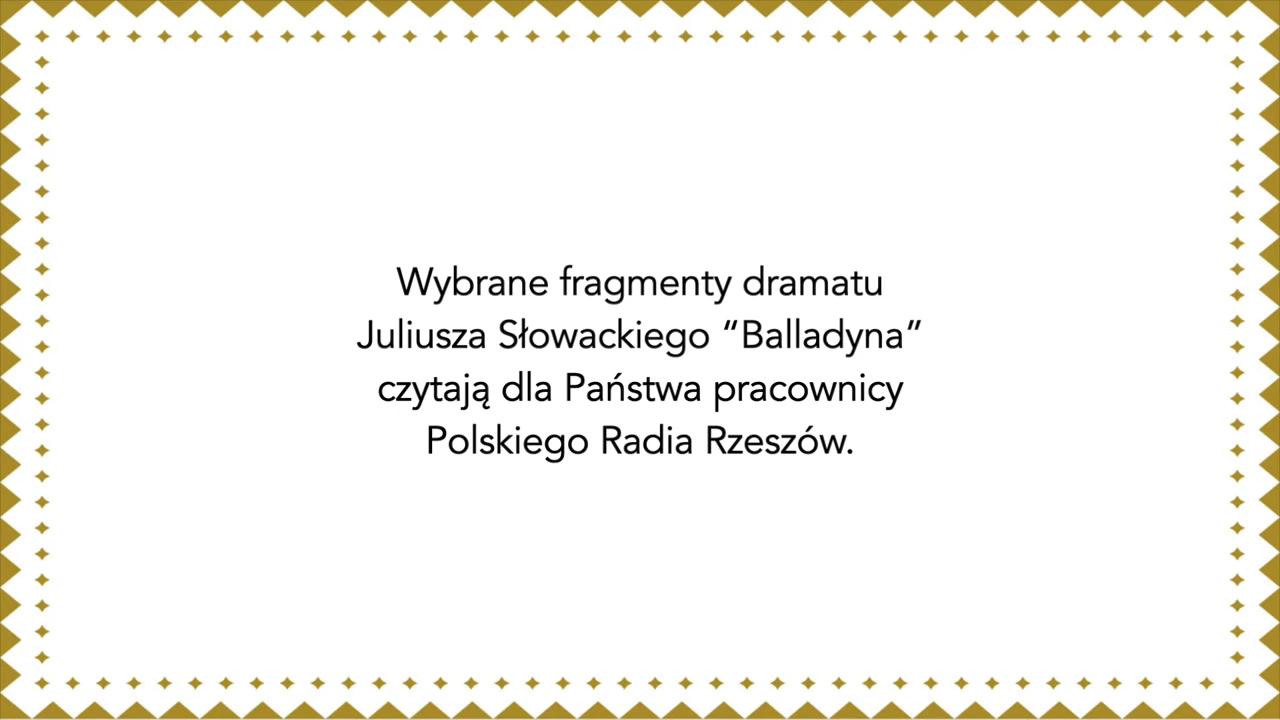 Wybrane fragmenty dramatu
Juliusza Słowackiego “Balladyna”
czytają dla Państwa pracownicy
Polskiego Radia Rzeszów.